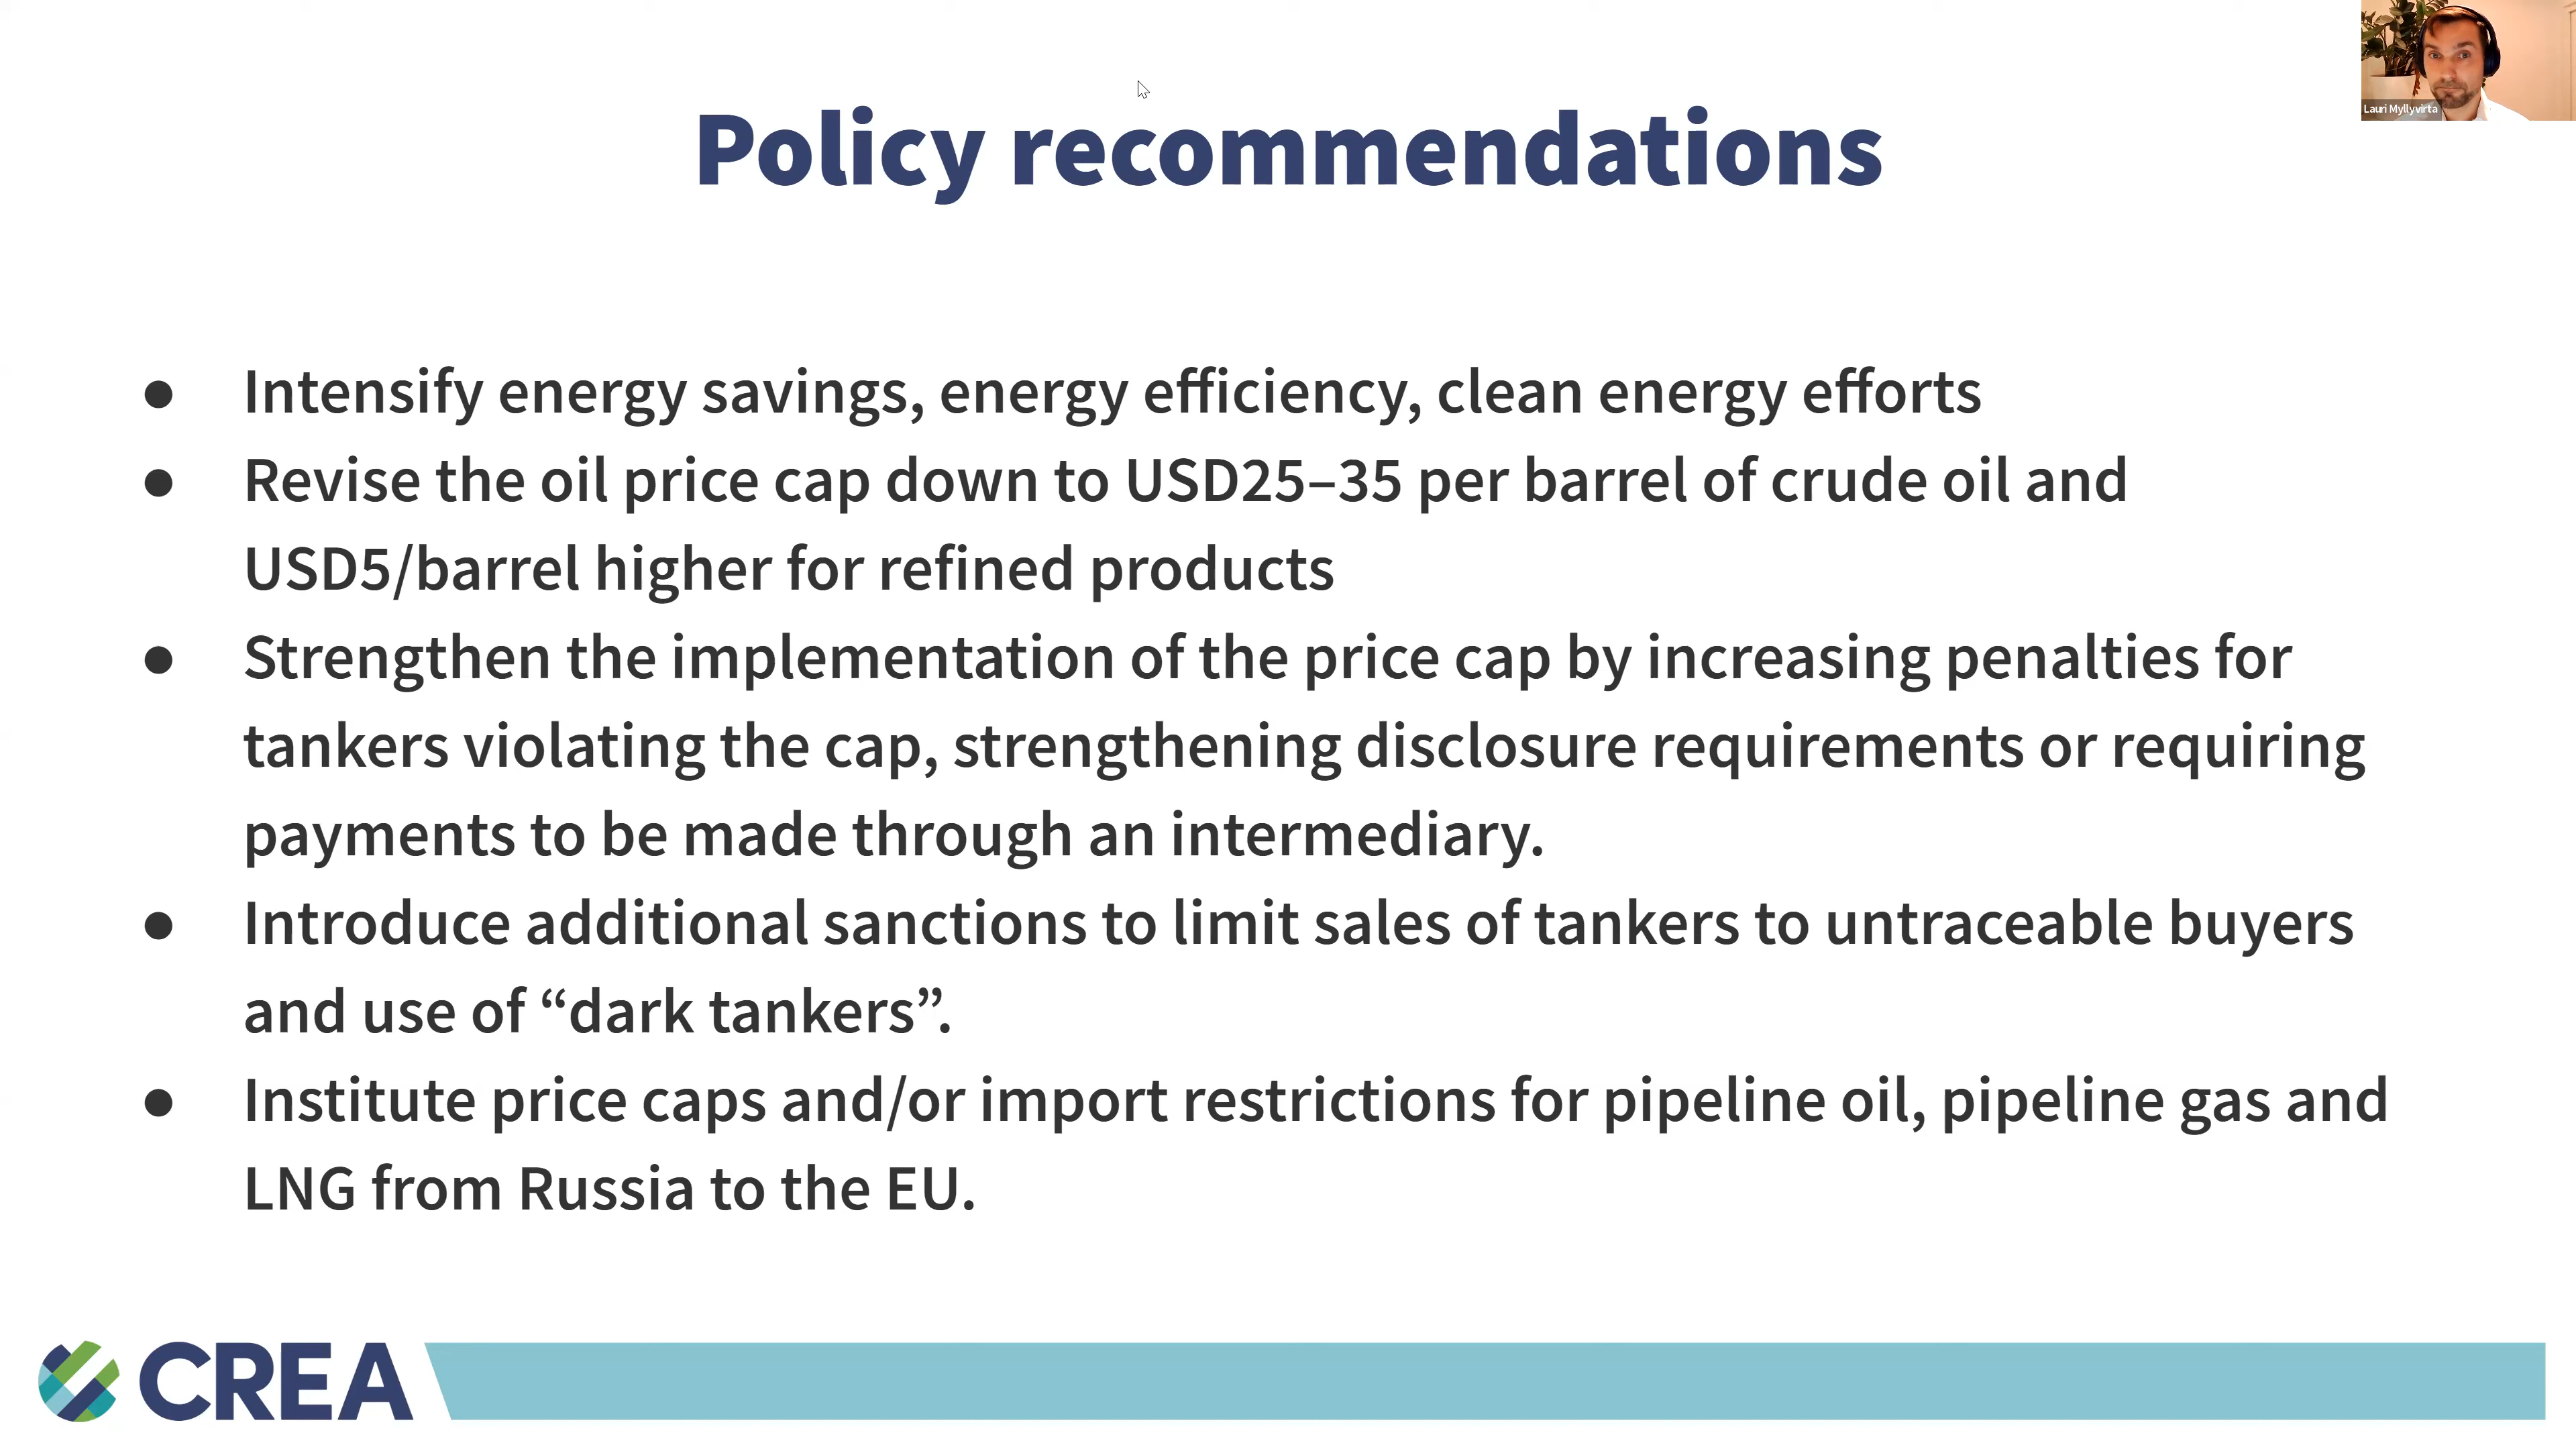 Lauri Myllyvirta
Policy recommendations
● Intensify energy savings, energy efficiency, clean energy efforts
● Revise the oil price cap down to USD25–35 per barrel of crude oil and
USD5/barrel higher for refined products
● Strengthen the implementation of the price cap by increasing penalties for
tankers violating the cap, strengthening disclosure requirements or requiring
payments to be made through an intermediary.
● Introduce additional sanctions to limit sales of tankers to untraceable buyers
and use of “dark tankers”.
● Institute price caps and/or import restrictions for pipeline oil, pipeline gas and
LNG from Russia to the EU.
CREA